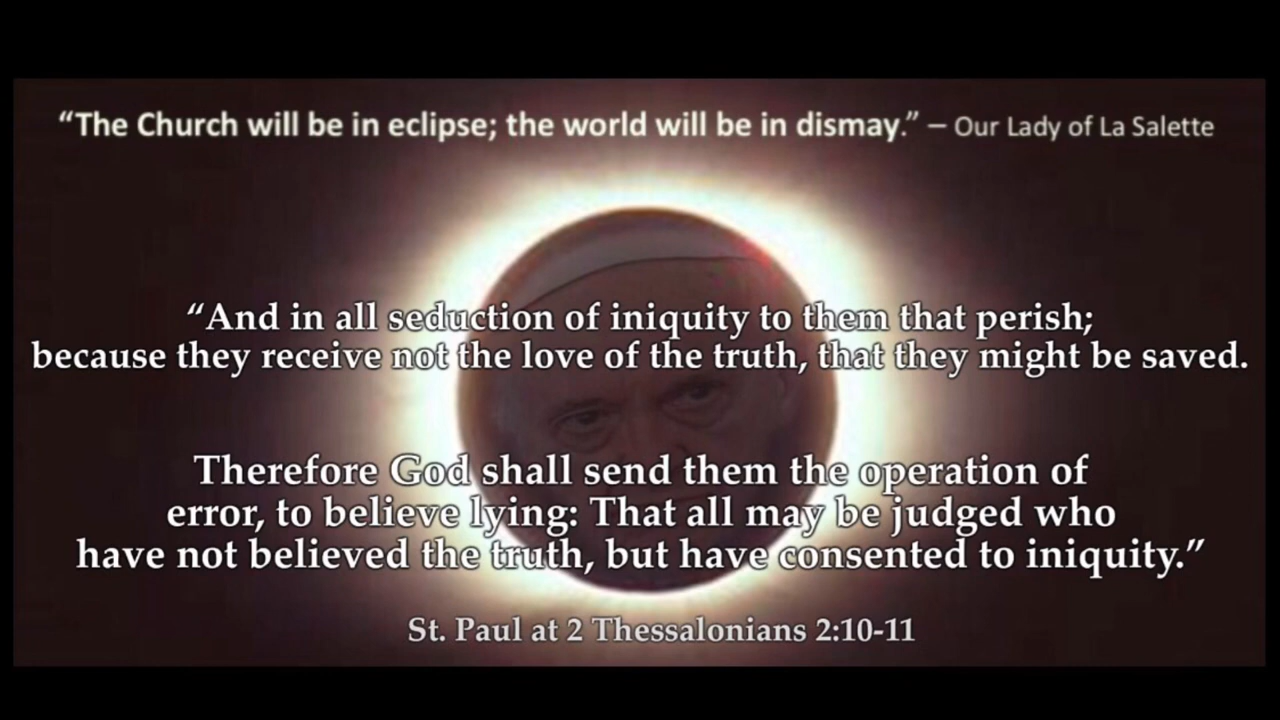 “The Church will be in eclipse; the world will be in dismay.” – Our Lady of La Salette
“And in all seduction of iniquity to them that perish;
because they receive not the love of the truth, that they might be saved.
Therefore God shall send them the operation of
error, to believe lying: That all may be judged who
have not believed the truth, but have consented to iniquity.”
St. Paul at 2 Thessalonians 2:10-11